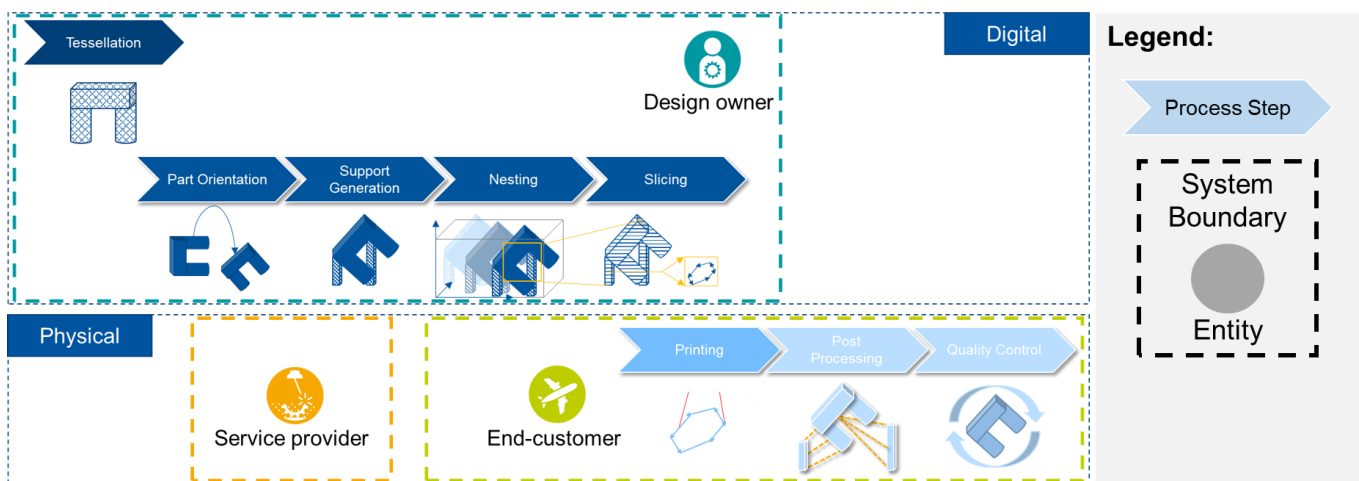 Tessellation
Digital
Design owner
Part Orientation
Support
Generation
Nesting
Slicing
Physical
Service provider
End-customer
Printing
Post
Processing
Quality Control
Legend:
Process Step
System
Boundary
Entity